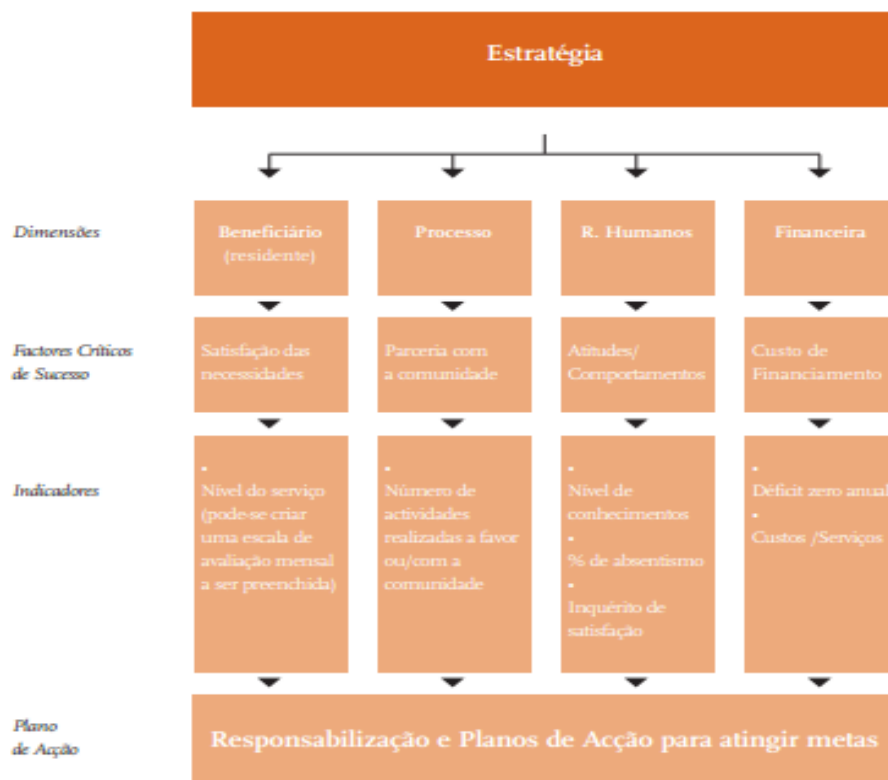 Estratégia
Dimensões
Beneficiário
(residente)
Processo
R. Humanos
Financeira
Factores Críticos
de Sucesso
Satisfação das
necessidades
Parceria com
a comunidade
Atitudes/
Comportamentos
Custo de
Financiamento
Indicadores
▪
Nível do serviço
(pode-se criar
uma escala de
avaliação mensal
a ser preenchida)
▪
Número de
actividades
realizadas a favor
ou/com a
comunidade
▪
Nível de
conhecimentos
▪
% de absentismo
▪
Inquérito de
satisfação
▪
Déficit zero anual
▪
Custos /Serviços
Plano
de Acção
Responsabilização e Planos de Acção para atingir metas